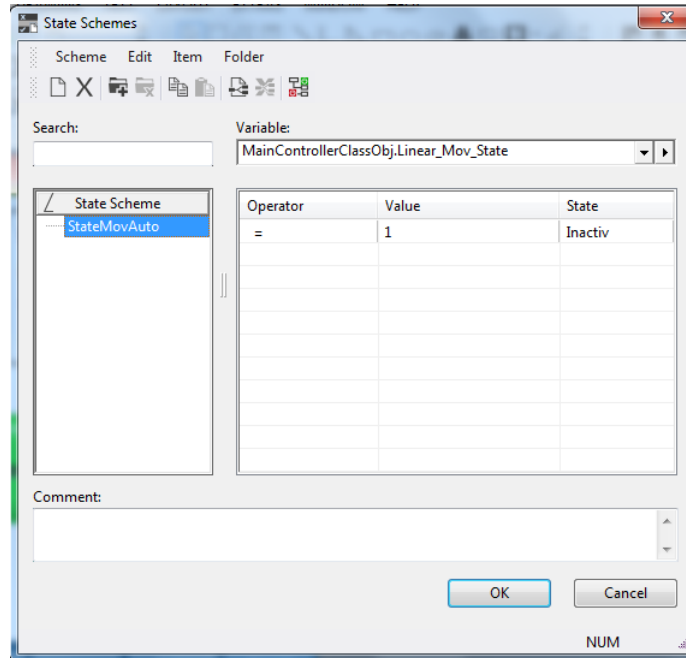 State Schemes
Scheme Edit Item Folder
Search:
Variable:
MainControllerClassObj.Linear_Mov_State
State Scheme
StateMovAuto
Operator Value State
= 1 Inactiv
Comment:
OK Cancel
NUM